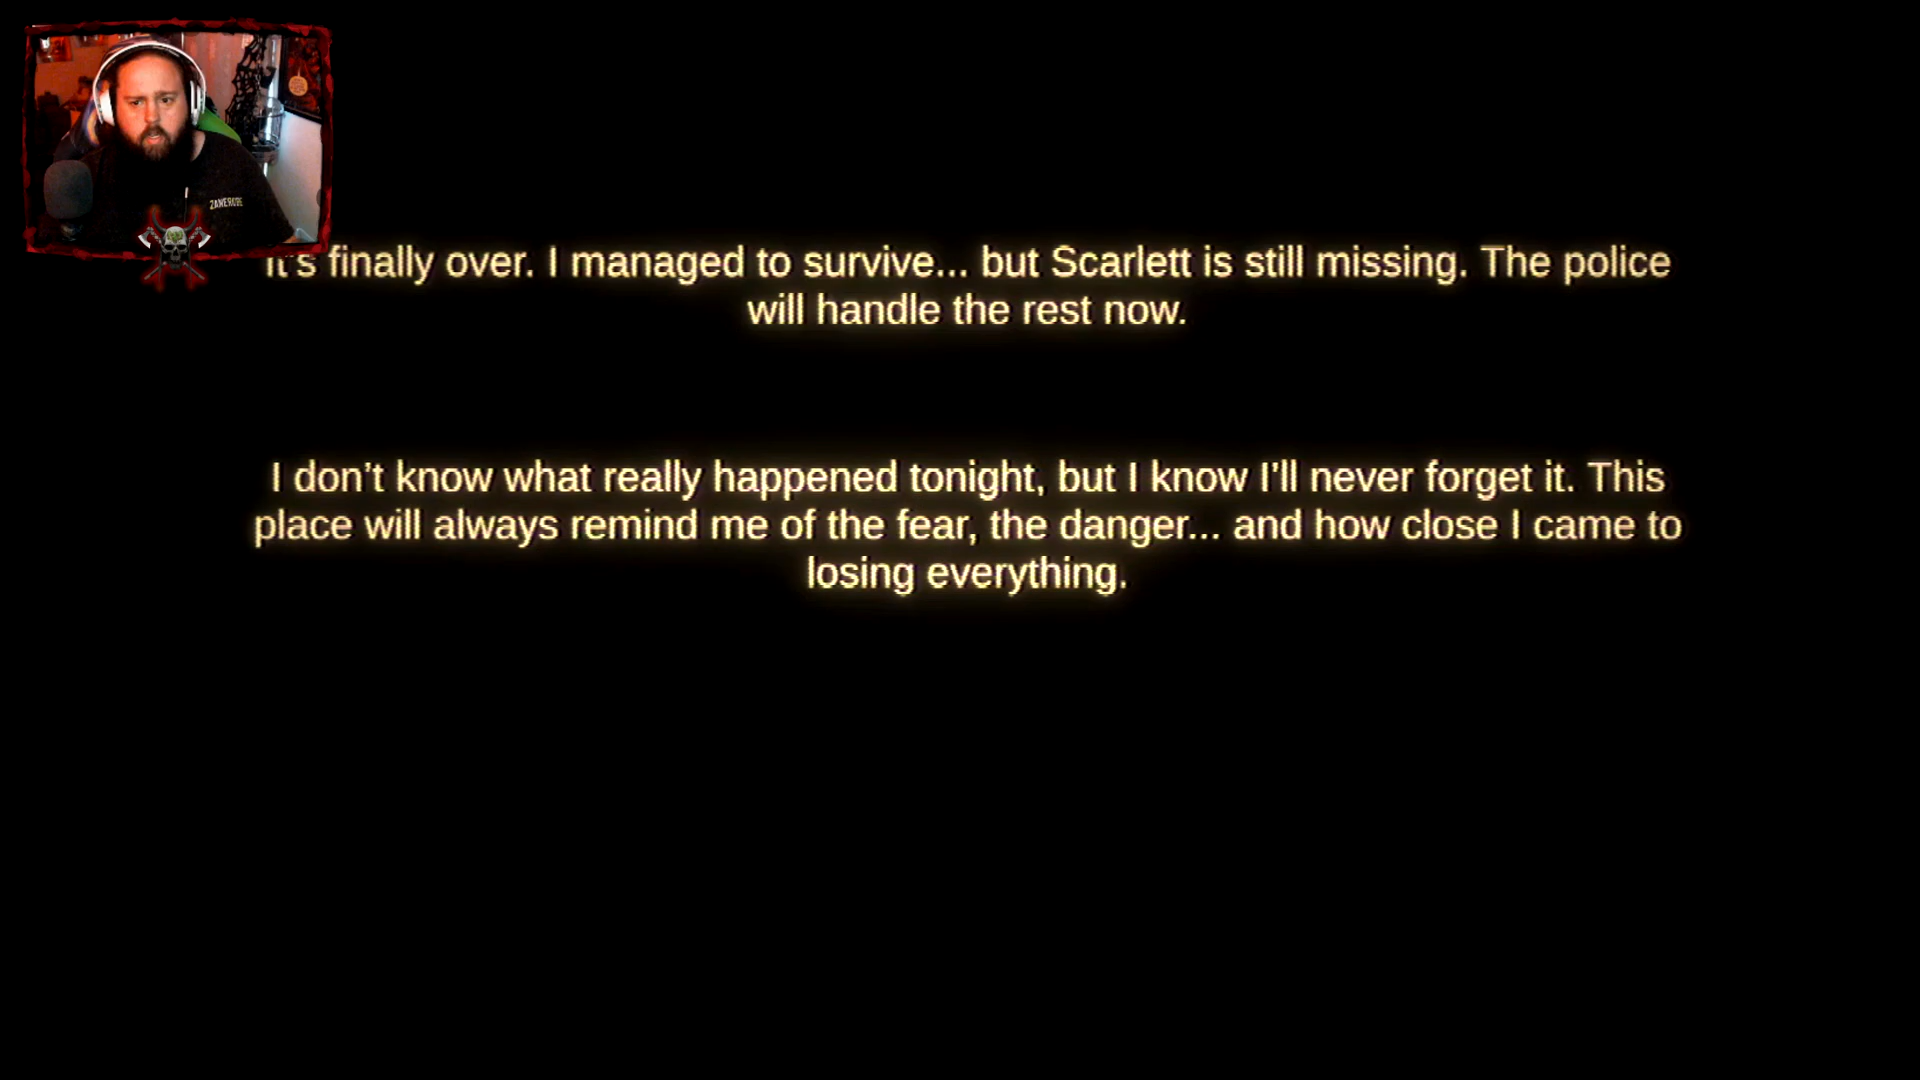 It's finally over. I managed to survive... but Scarlett is still missing. The police
will handle the rest now.
I don’t know what really happened tonight, but I know I’ll never forget it. This
place will always remind me of the fear, the danger... and how close I came to
losing everything.